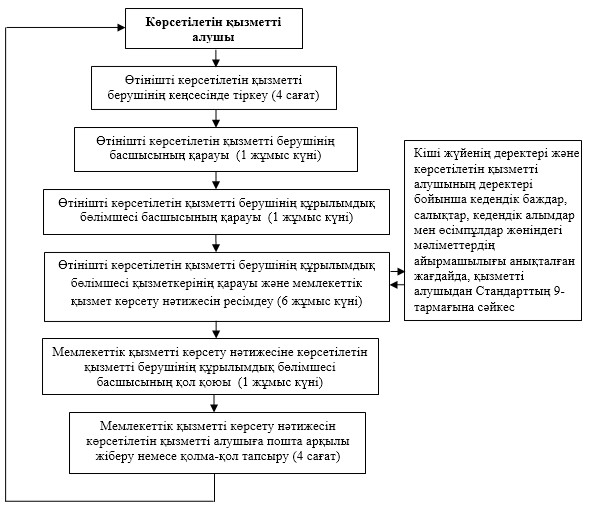 Көрсетілетін қызметті
алушы
Өтінішті көрсетілетін қызметті
берушінің кеңсесінде тіркеу (4 сағат)
Өтінішті көрсетілетін қызметті берушінің
басшысының қарауы (1 жұмыс күні)
Өтінішті көрсетілетін қызметті берушінің құрылымдық
бөлімшесі басшысының қарауы (1 жұмыс күні)
Өтінішті көрсетілетін қызметті берушінің құрылымдық
бөлімшесі қызметкерінің қарауы және мемлекеттік
қызмет көрсету нәтижесін ресімдеу (6 жұмыс күні)
Кіші жүйенің деректері және
көрсетілетін қызметті
алушының деректері
бойынша кедендік баждар,
салықтар, кедендік алымдар
мен өсімпұлдар жөніндегі
мәліметтердің
айырмашылығы анықталған
жағдайда, қызметті
алушыдан Стандарттың 9-
тармағына сәйкес
Мемлекеттік қызметті көрсету нәтижесіне көрсетілетін
қызметті берушінің құрылымдық бөлімшесі
басшысының қол қоюы (1 жұмыс күні)
Мемлекеттік қызметті көрсету нәтижесін
көрсетілетін қызметті алушыға пошта арқылы
жіберу немесе қолма-қол тапсыру (4 сағат)